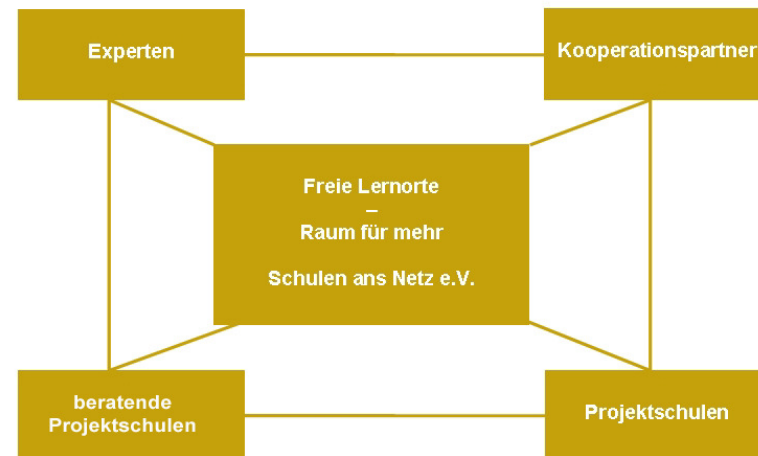 Experten
Kooperationspartner
Freie Lernorte
–
Raum für mehr
Schulen ans Netz e.V.
beratende
Projektschulen
Projektschulen